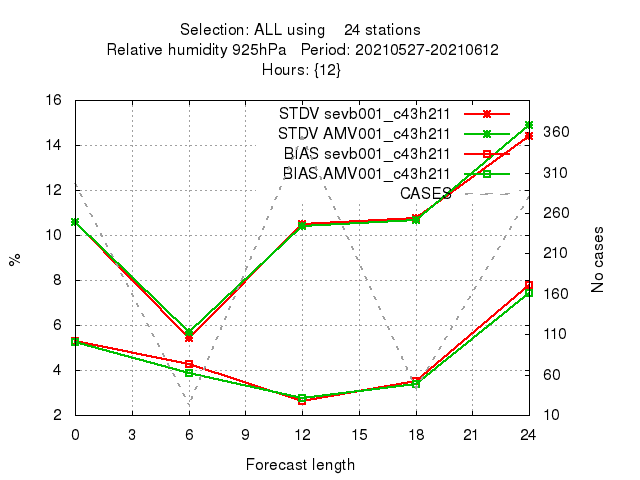 Selection: ALL using    24 stations
Relative humidity 925hPa   Period: 20210527-20210612
Hours: {12}
STDV sevb001_c43h211
STDV AMV001_c43h211
BIAS sevb001_c43h211
BIAS AMV001_c43h211
CASES
16
14
12
10
8
6
4
2
%
360
310
260
210
160
110
60
10
No cases
0 3 6 9 12 15 18 21 24
Forecast length